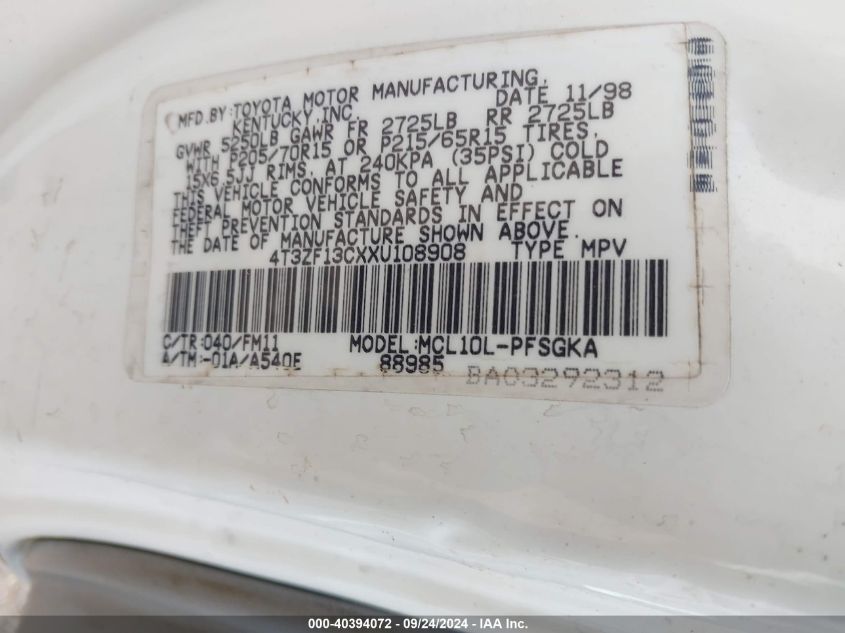 MFD.BY:TOYOTA MOTOR MANUFACTURING,
KENTUCKY,INC. DATE 11/98
GVWR 5250LB GAWR FR 2725LB RR 2725LB
WITH P205/70R15 OR P215/65R15 TIRES,
15X6.5JJ RIMS, AT 240KPA (35PSI) COLD
THIS VEHICLE CONFORMS TO ALL APPLICABLE
FEDERAL MOTOR VEHICLE SAFETY AND
THEFT PREVENTION STANDARDS IN EFFECT ON
THE DATE OF MANUFACTURE SHOWN ABOVE.
4T3ZF13CXXU108908 TYPE MPV
C/TR:040/FM11 MODEL:MCL10L-PFSGKA
A/TM:-01A/A540E 88985
BA03292312
000-40394072 / 09/24/2024 - IAA Inc.